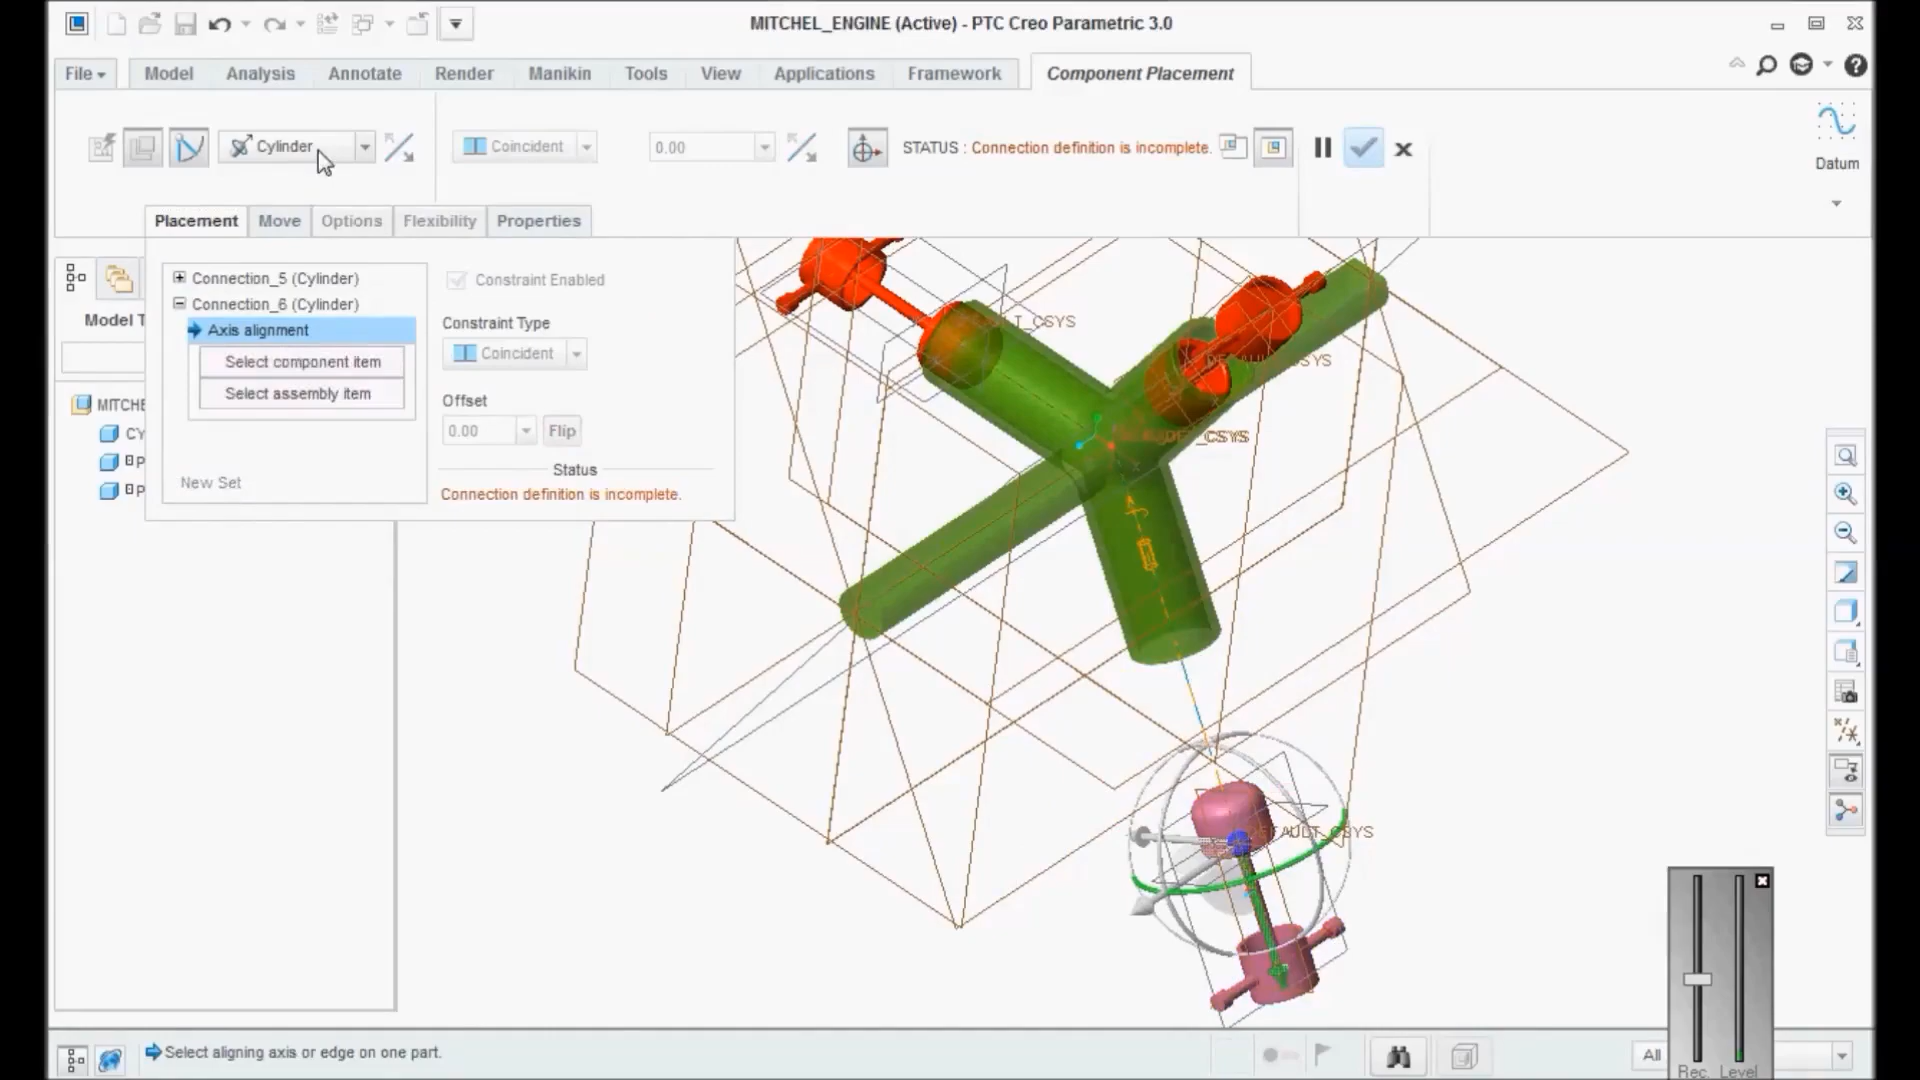 MITCHEL_ENGINE (Active) - PTC Creo Parametric 3.0
File Model Analysis Annotate Render Manikin Tools View Applications Framework Component Placement
Cylinder Coincident 0.00 STATUS : Connection definition is incomplete.
Datum
Placement Move Options Flexibility Properties
Connection_5 (Cylinder)
Constraint Enabled
Connection_6 (Cylinder)
Axis alignment
Constraint Type
Select component item
Coincident
Select assembly item
Offset
0.00 Flip
Status
New Set
Connection definition is incomplete.
Model T
MITCHE
CY
P
P
DEFAULT_CSYS
Select aligning axis or edge on one part.
All
Rec. Level